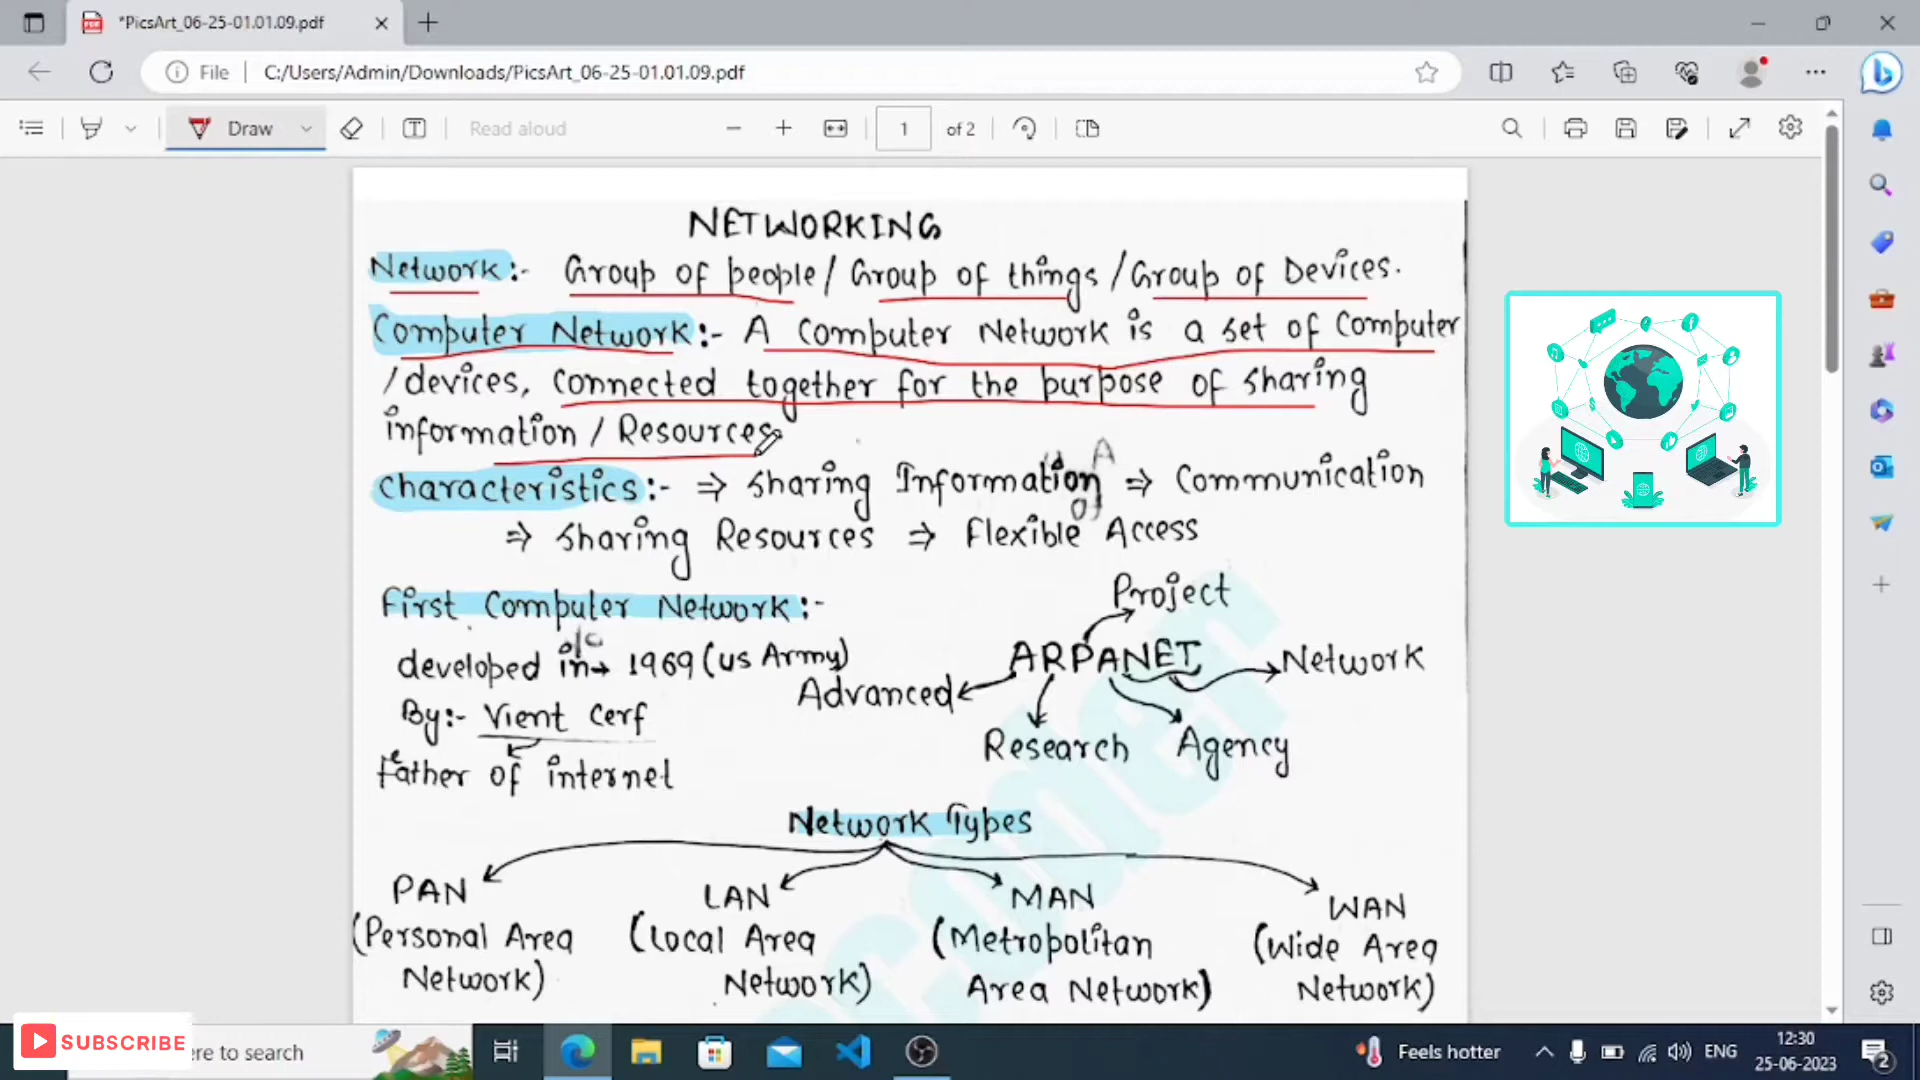 *PicsArt_06-25-01.01.09.pdf
File C:/Users/Admin/Downloads/PicsArt_06-25-01.01.09.pdf
Draw Read aloud 1 of 2
NETWORKING
Network:- Group of people / Group of things / Group of Devices.
Computer Network:- A Computer Network is a set of Computer
/devices, Connected together for the purpose of sharing
information / Resources
Characteristics:- ⇒ Sharing Information ⇒ Communication
⇒ Sharing Resources ⇒ Flexible Access
First Computer Network:-
Project
developed in→ 1969 (us Army)
ARPANET
Network
Advanced
By:- Vient Cerf
Research Agency
father of internet
Network Types
PAN LAN MAN WAN
(Personal Area (Local Area (Metropolitan (Wide Area
Network) Network) Area Network) Network)
SUBSCRIBE
ere to search
Feels hotter
ENG
12:30
25-06-2023
2